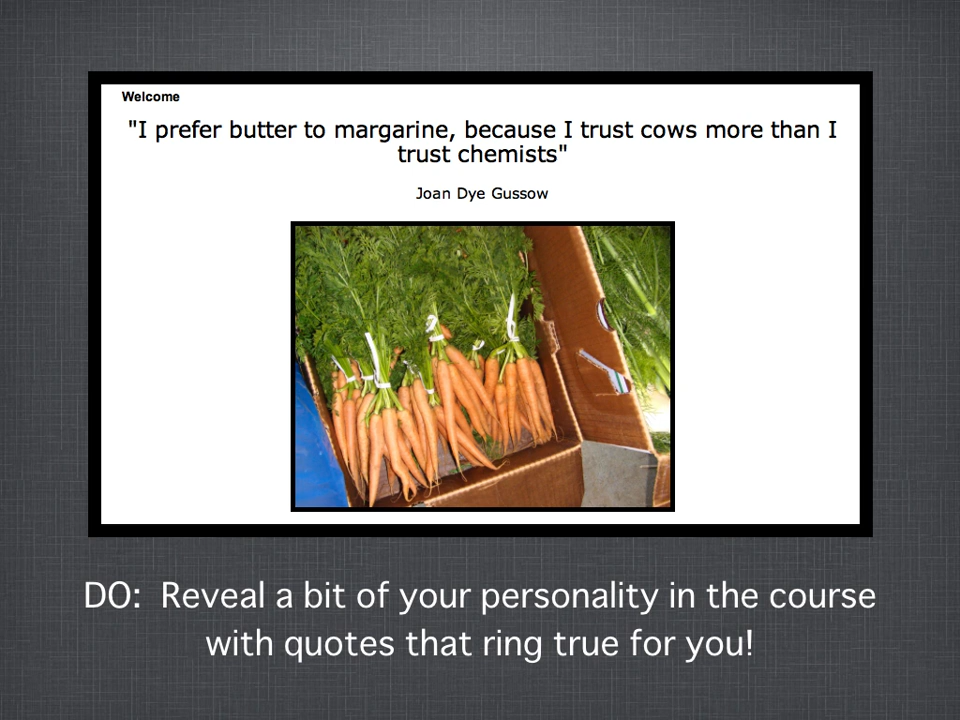 Welcome
"I prefer butter to margarine, because I trust cows more than I
trust chemists"
Joan Dye Gussow
DO:  Reveal a bit of your personality in the course
with quotes that ring true for you!